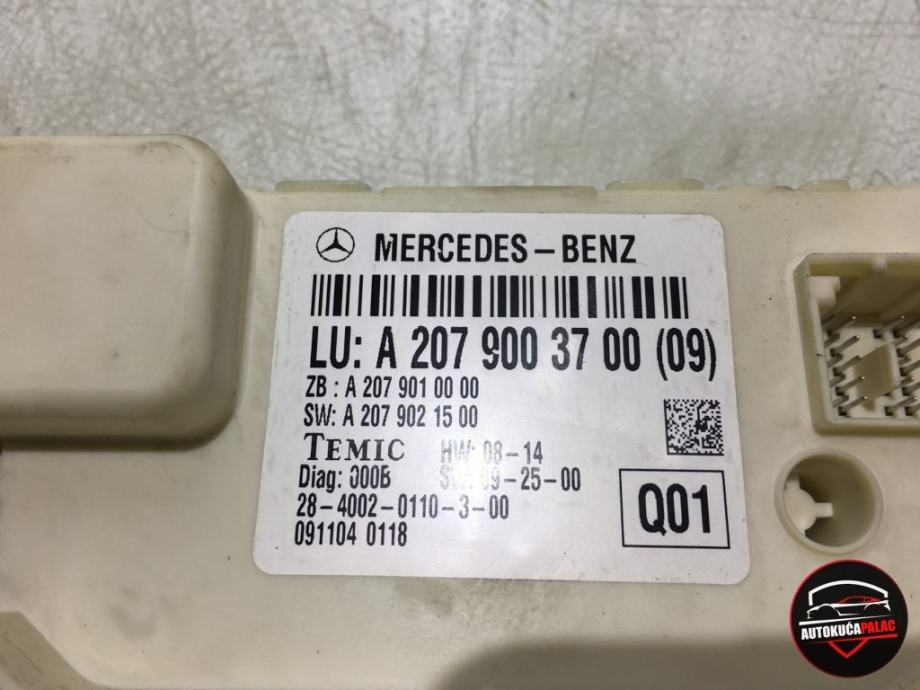 MERCEDES-BENZ
LU: A 207 900 37 00 (09)
ZB : A 207 901 00 00
SW: A 207 902 15 00
TEMIC HW: 08-14
Diag: 000B SW: 09-25-00
28-4002-0110-3-00
091104 0118
Q01
AUTOKUĆAPALAC